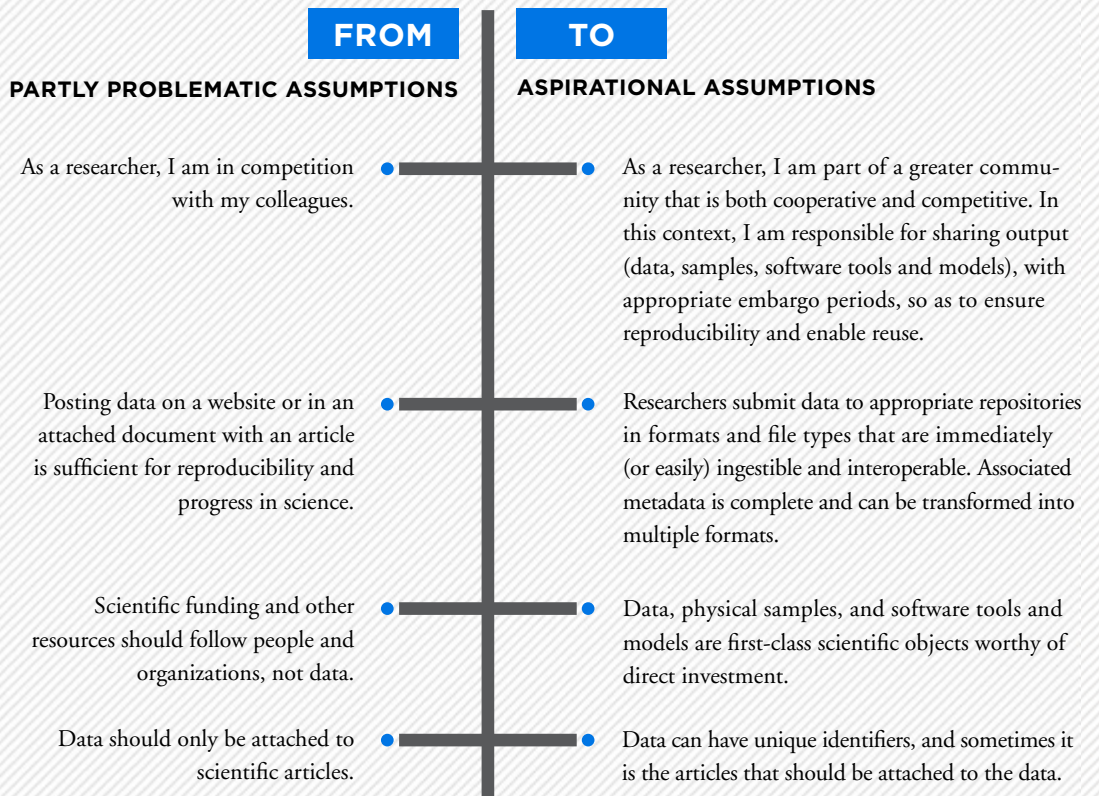 FROM
TO
PARTLY PROBLEMATIC ASSUMPTIONS
ASPIRATIONAL ASSUMPTIONS
As a researcher, I am in competition
with my colleagues.
As a researcher, I am part of a greater commu-
nity that is both cooperative and competitive. In
this context, I am responsible for sharing output
(data, samples, software tools and models), with
appropriate embargo periods, so as to ensure
reproducibility and enable reuse.
Posting data on a website or in an
attached document with an article
is sufficient for reproducibility and
progress in science.
Researchers submit data to appropriate repositories
in formats and file types that are immediately
(or easily) ingestible and interoperable. Associated
metadata is complete and can be transformed into
multiple formats.
Scientific funding and other
resources should follow people and
organizations, not data.
Data, physical samples, and software tools and
models are first-class scientific objects worthy of
direct investment.
Data should only be attached to
scientific articles.
Data can have unique identifiers, and sometimes it
is the articles that should be attached to the data.